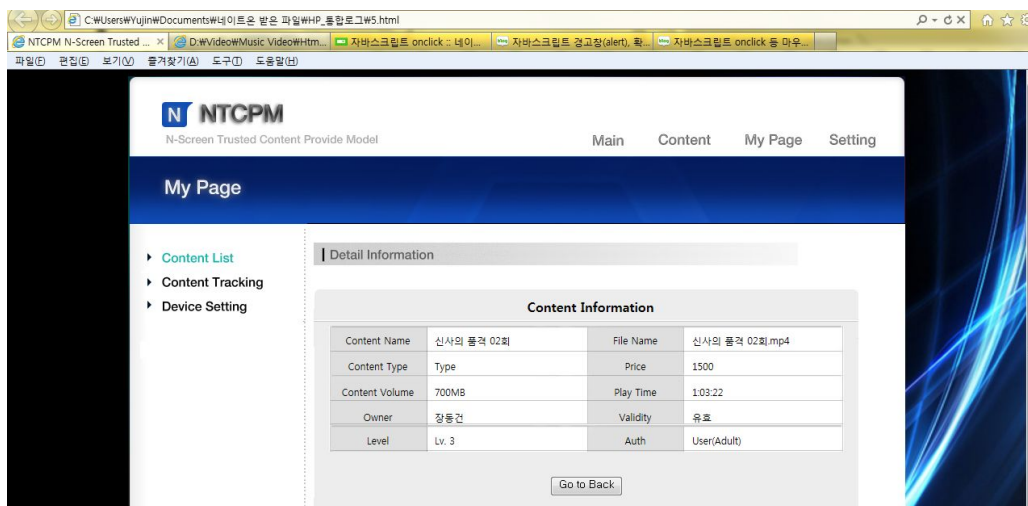 C:₩Users₩Yujin₩Documents₩네이트온 받은 파일₩HP_통합로그₩5.html
NTCPM N-Screen Trusted ... × D:₩Video₩Music Video₩Htm... 자바스크립트 onclick :: 네이... 자바스크립트 경고창(alert), 확... 자바스크립트 onclick 등 마우...
파일(F) 편집(E) 보기(V) 즐겨찾기(A) 도구(T) 도움말(H)
N NTCPM
N-Screen Trusted Content Provide Model
Main Content My Page Setting
My Page
Content List
Content Tracking
Device Setting
Detail Information
Content Information
Content Name 신사의 품격 02회 File Name 신사의 품격 02회.mp4
Content Type Type Price 1500
Content Volume 700MB Play Time 1:03:22
Owner 장동건 Validity 유효
Level Lv. 3 Auth User(Adult)
Go to Back